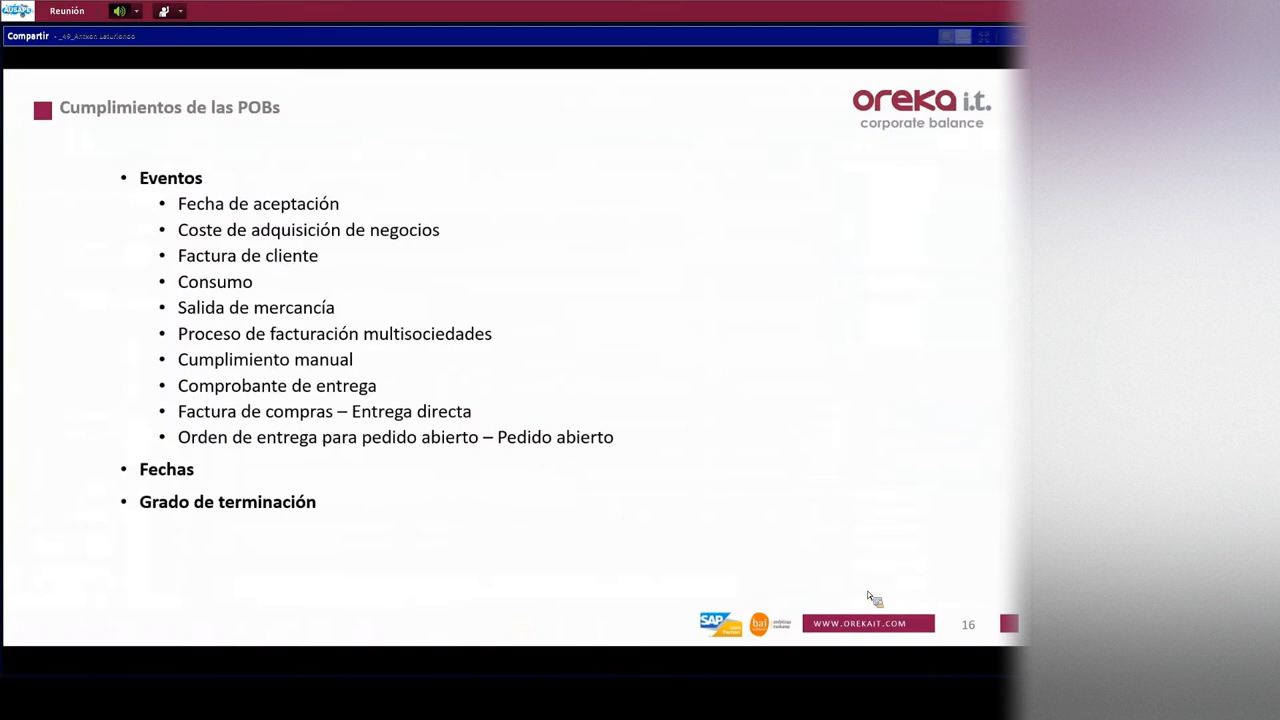 Reunión
Compartir - _49_Antxon Laturiondo
Cumplimientos de las POBs
oreka i.t.
corporate balance
• Eventos
• Fecha de aceptación
• Coste de adquisición de negocios
• Factura de cliente
• Consumo
• Salida de mercancía
• Proceso de facturación multisociedades
• Cumplimiento manual
• Comprobante de entrega
• Factura de compras – Entrega directa
• Orden de entrega para pedido abierto – Pedido abierto
• Fechas
• Grado de terminación
SAP
bai
WWW.OREKAIT.COM
16